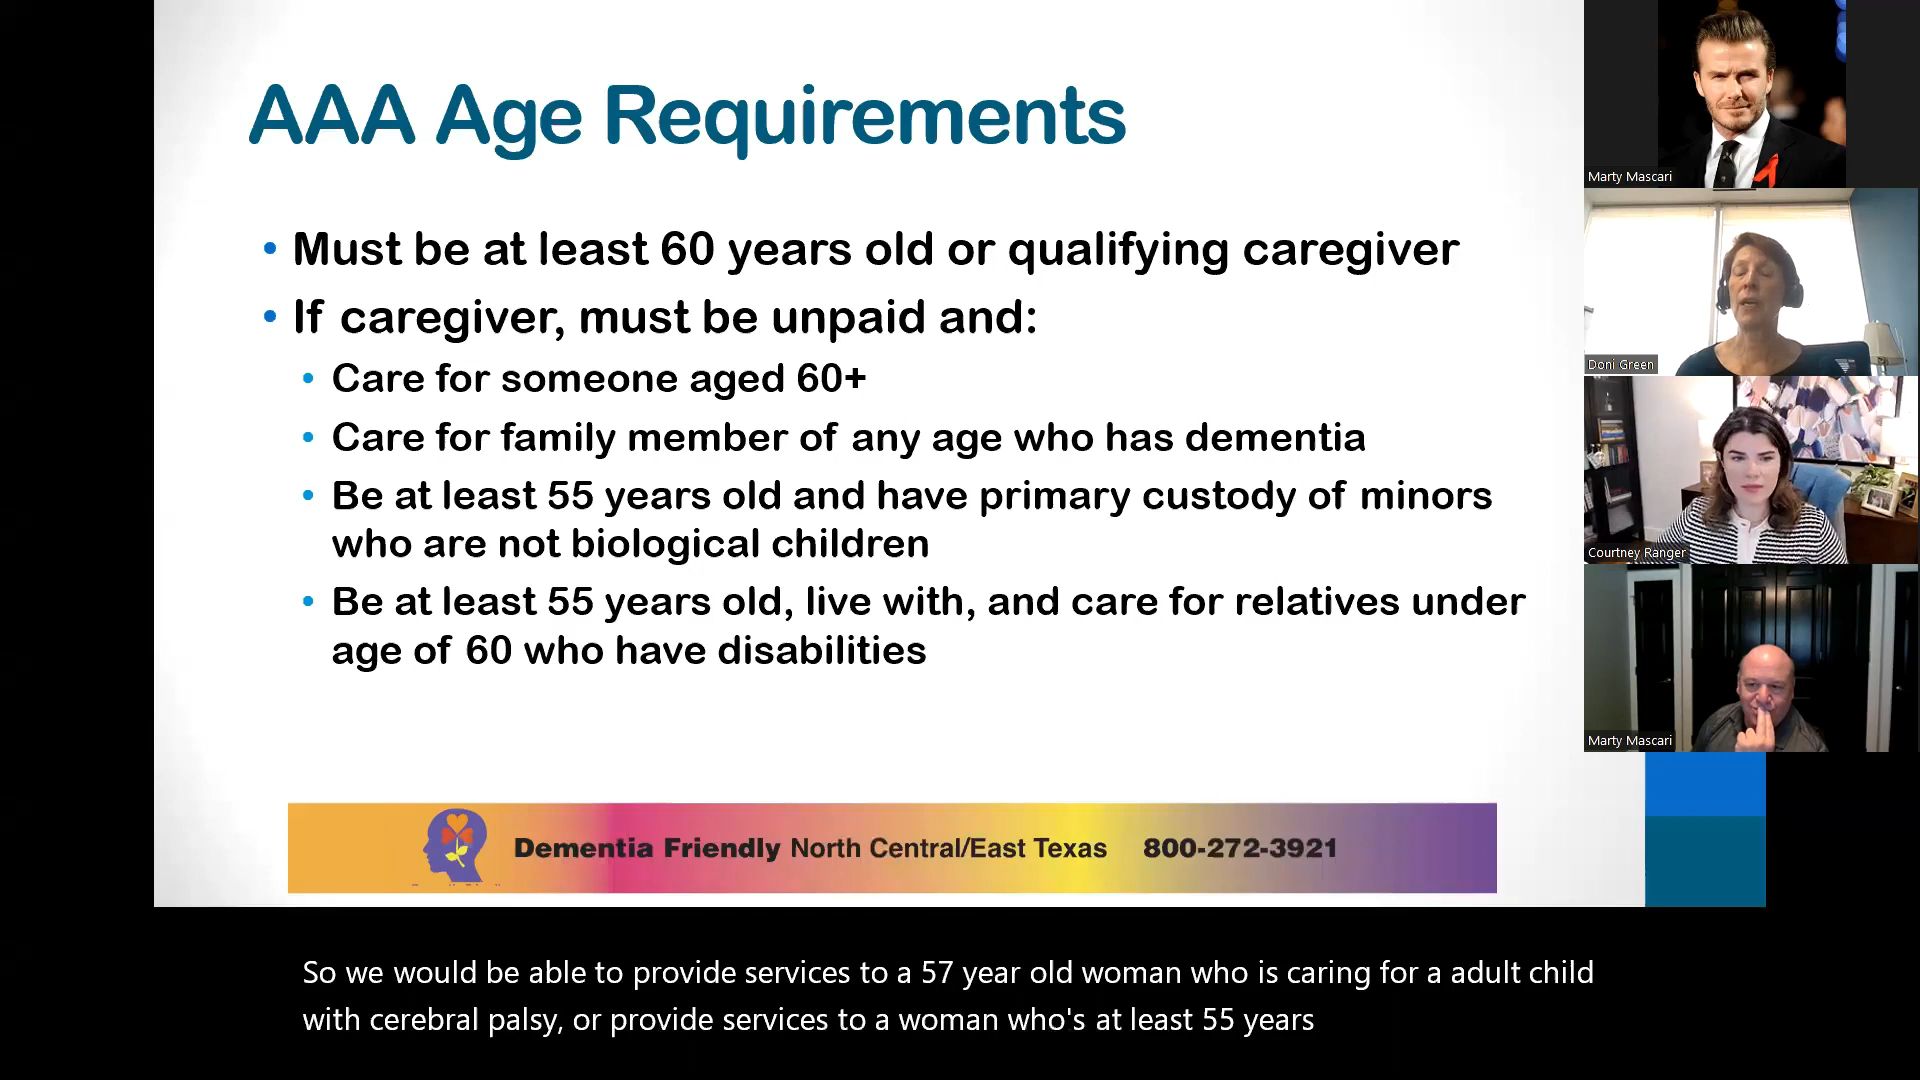 AAA Age Requirements
• Must be at least 60 years old or qualifying caregiver
• If caregiver, must be unpaid and:
• Care for someone aged 60+
• Care for family member of any age who has dementia
• Be at least 55 years old and have primary custody of minors
who are not biological children
• Be at least 55 years old, live with, and care for relatives under
age of 60 who have disabilities
Dementia Friendly North Central/East Texas 800-272-3921
Marty Mascari
Doni Green
Courtney Ranger
Marty Mascari
So we would be able to provide services to a 57 year old woman who is caring for a adult child
with cerebral palsy, or provide services to a woman who's at least 55 years